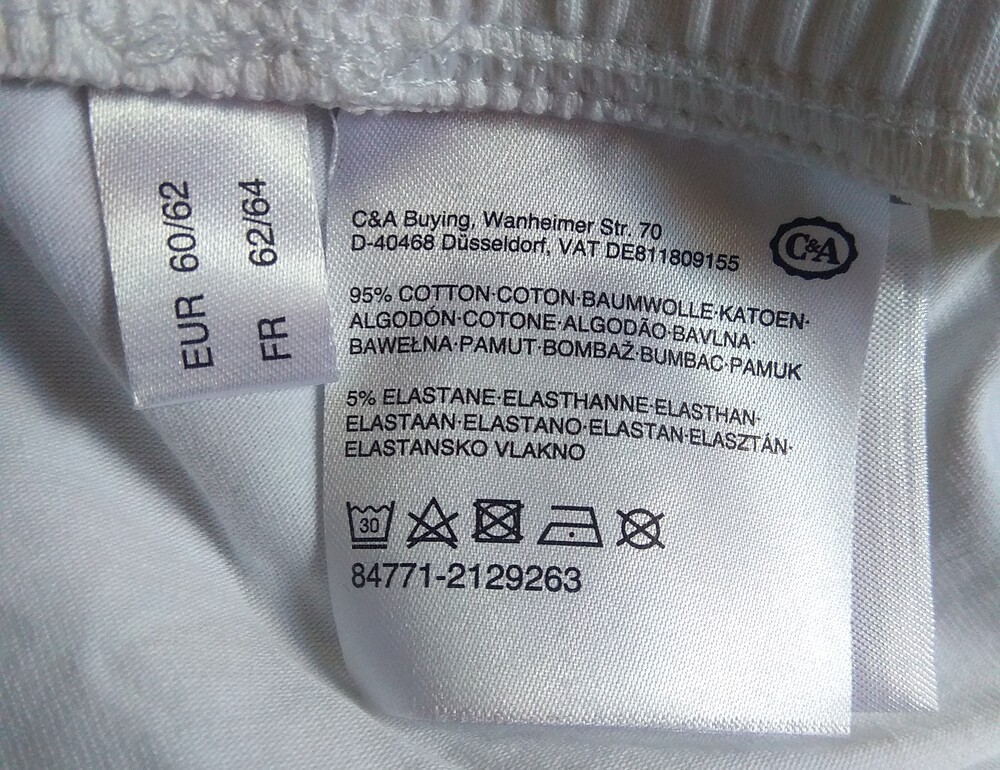 EUR 60/62
FR 62/64
C&A Buying, Wanheimer Str. 70
D-40468 Düsseldorf, VAT DE811809155
C&A
95% COTTON·COTON·BAUMWOLLE·KATOEN·
ALGODÓN·COTONE·ALGODÃO·BAVLNA·
BAWEŁNA·PAMUT·BOMBAŽ·BUMBAC·PAMUK
5% ELASTANE·ELASTHANNE·ELASTHAN·
ELASTAAN·ELASTANO·ELASTAN·ELASZTÁN·
ELASTANSKO VLAKNO
30
84771-2129263